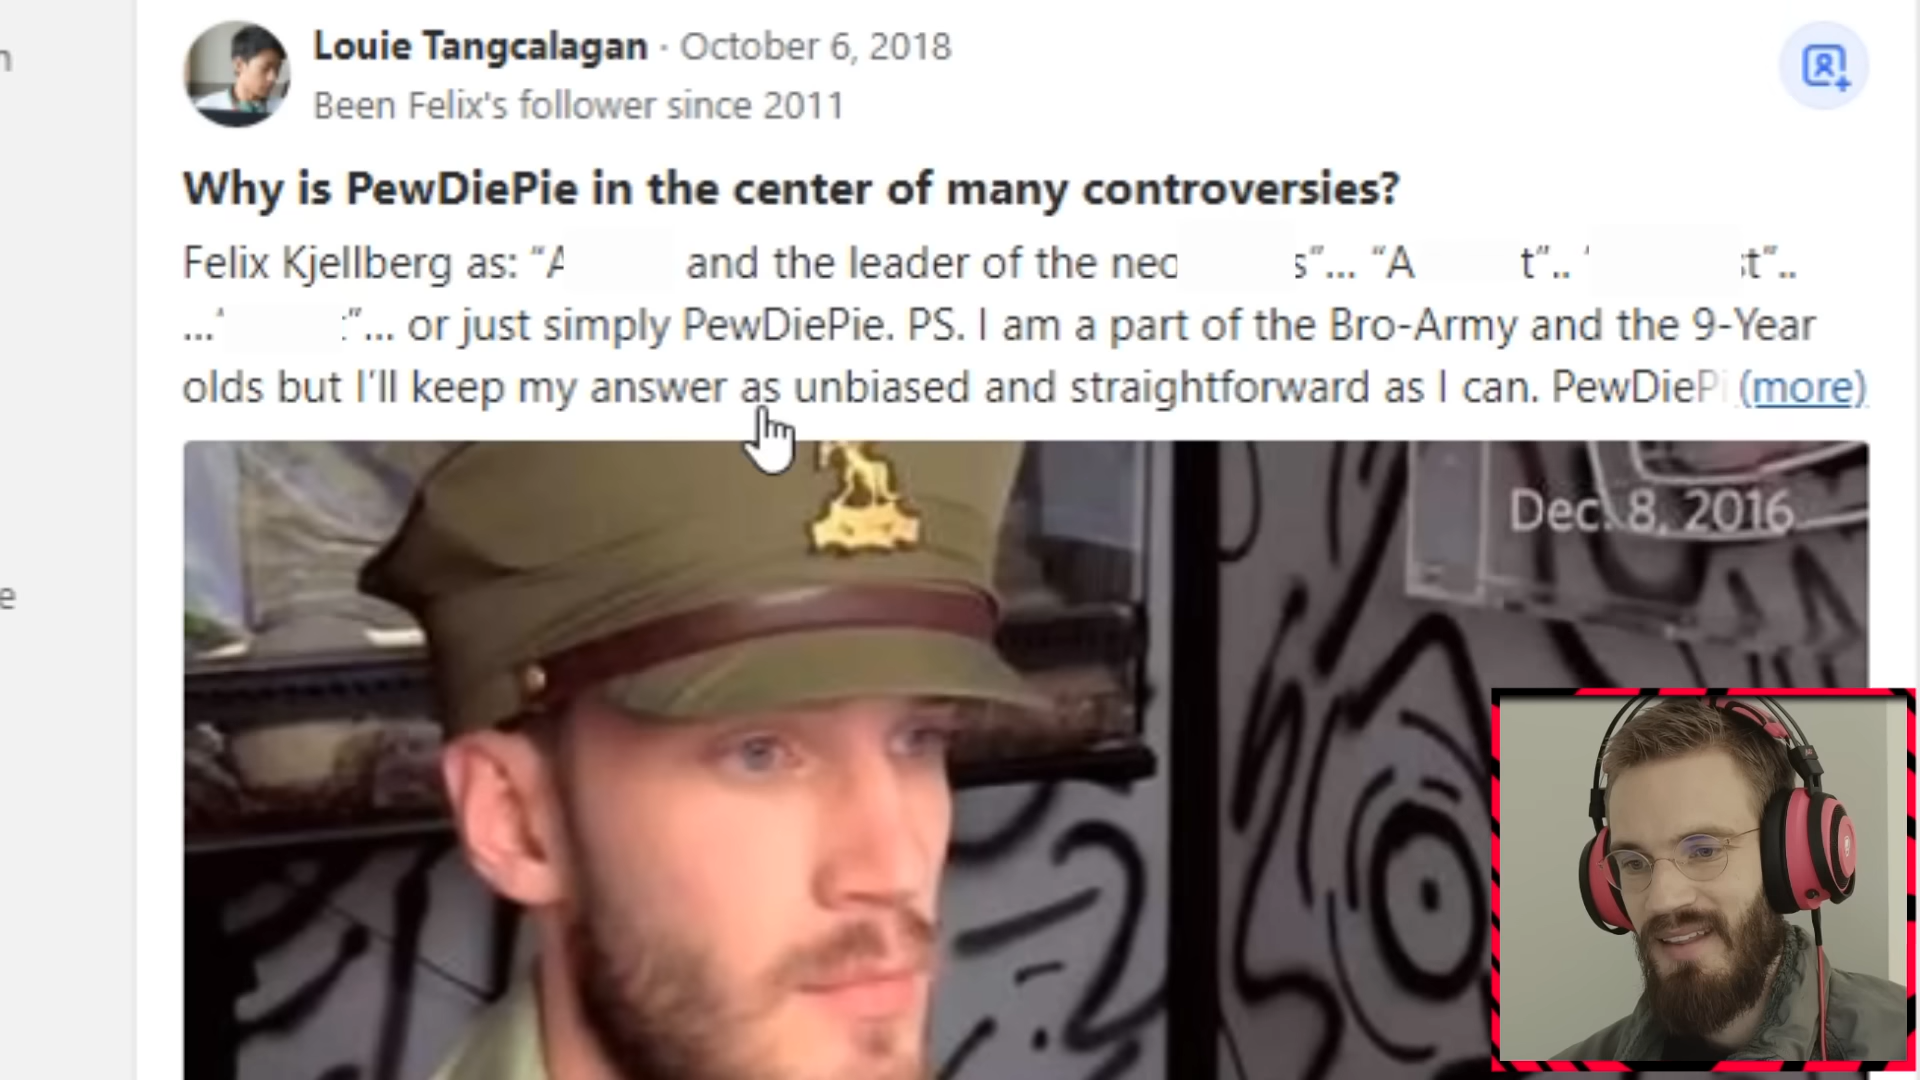 Louie Tangcalagan · October 6, 2018
Been Felix's follower since 2011
Why is PewDiePie in the center of many controversies?
Felix Kjellberg as: “A and the leader of the neo s”... “A t”.. ‘ t”..
...‘ ”... or just simply PewDiePie. PS. I am a part of the Bro-Army and the 9-Year
olds but I’ll keep my answer as unbiased and straightforward as I can. PewDiePi (more)
Dec. 8, 2016